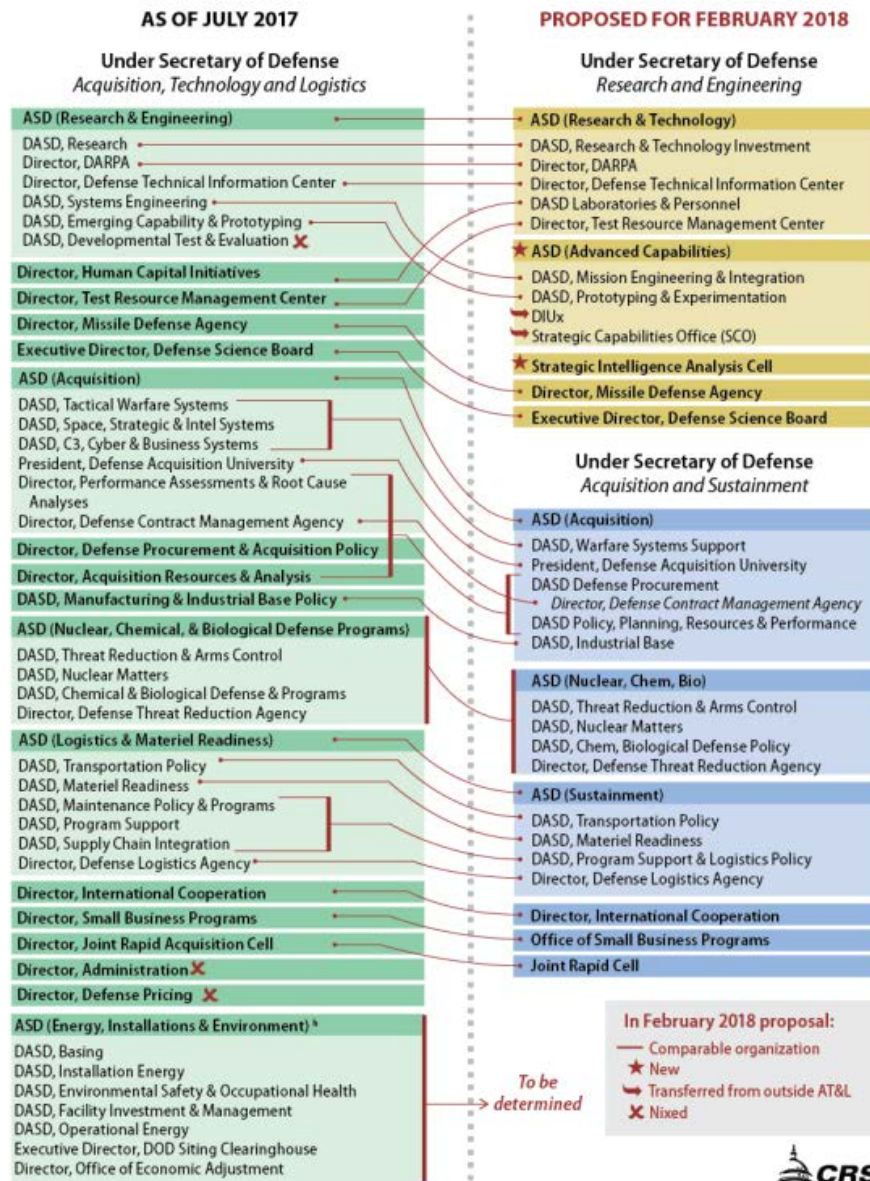 AS OF JULY 2017
Under Secretary of Defense
Acquisition, Technology and Logistics
ASD (Research & Engineering)
DASD, Research
Director, DARPA
Director, Defense Technical Information Center
DASD, Systems Engineering
DASD, Emerging Capability & Prototyping
DASD, Developmental Test & Evaluation
Director, Human Capital Initiatives
Director, Test Resource Management Center
Director, Missile Defense Agency
Executive Director, Defense Science Board
ASD (Acquisition)
DASD, Tactical Warfare Systems
DASD, Space, Strategic & Intel Systems
DASD, C3, Cyber & Business Systems
President, Defense Acquisition University
Director, Performance Assessments & Root Cause
Analyses
Director, Defense Contract Management Agency
Director, Defense Procurement & Acquisition Policy
Director, Acquisition Resources & Analysis
DASD, Manufacturing & Industrial Base Policy
ASD (Nuclear, Chemical, & Biological Defense Programs)
DASD, Threat Reduction & Arms Control
DASD, Nuclear Matters
DASD, Chemical & Biological Defense & Programs
Director, Defense Threat Reduction Agency
ASD (Logistics & Materiel Readiness)
DASD, Transportation Policy
DASD, Materiel Readiness
DASD, Maintenance Policy & Programs
DASD, Program Support
DASD, Supply Chain Integration
Director, Defense Logistics Agency
Director, International Cooperation
Director, Small Business Programs
Director, Joint Rapid Acquisition Cell
Director, Administration
Director, Defense Pricing
ASD (Energy, Installations & Environment)
DASD, Basing
DASD, Installation Energy
DASD, Environmental Safety & Occupational Health
DASD, Facility Investment & Management
DASD, Operational Energy
Executive Director, DOD Siting Clearinghouse
Director, Office of Economic Adjustment
PROPOSED FOR FEBRUARY 2018
Under Secretary of Defense
Research and Engineering
ASD (Research & Technology)
DASD, Research & Technology Investment
Director, DARPA
Director, Defense Technical Information Center
DASD Laboratories & Personnel
Director, Test Resource Management Center
ASD (Advanced Capabilities)
DASD, Mission Engineering & Integration
DASD, Prototyping & Experimentation
DIUx
Strategic Capabilities Office (SCO)
Strategic Intelligence Analysis Cell
Director, Missile Defense Agency
Executive Director, Defense Science Board
Under Secretary of Defense
Acquisition and Sustainment
ASD (Acquisition)
DASD, Warfare Systems Support
President, Defense Acquisition University
DASD Defense Procurement
Director, Defense Contract Management Agency
DASD Policy, Planning, Resources & Performance
DASD, Industrial Base
ASD (Nuclear, Chem, Bio)
DASD, Threat Reduction & Arms Control
DASD, Nuclear Matters
DASD, Chem, Biological Defense Policy
Director, Defense Threat Reduction Agency
ASD (Sustainment)
DASD, Transportation Policy
DASD, Materiel Readiness
DASD, Program Support & Logistics Policy
Director, Defense Logistics Agency
Director, International Cooperation
Office of Small Business Programs
Joint Rapid Cell
To be
determined
In February 2018 proposal:
Comparable organization
New
Transferred from outside AT&L
Nixed
CRS